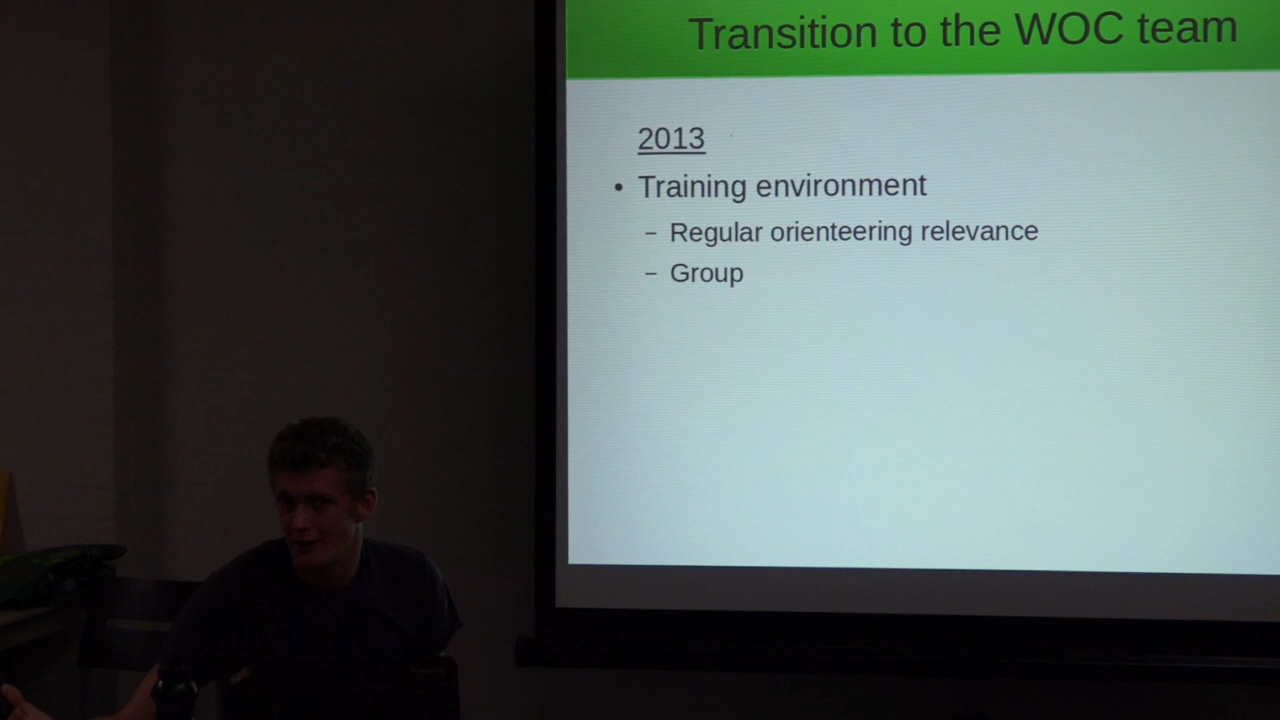 Transition to the WOC team
2013
• Training environment
– Regular orienteering relevance
– Group